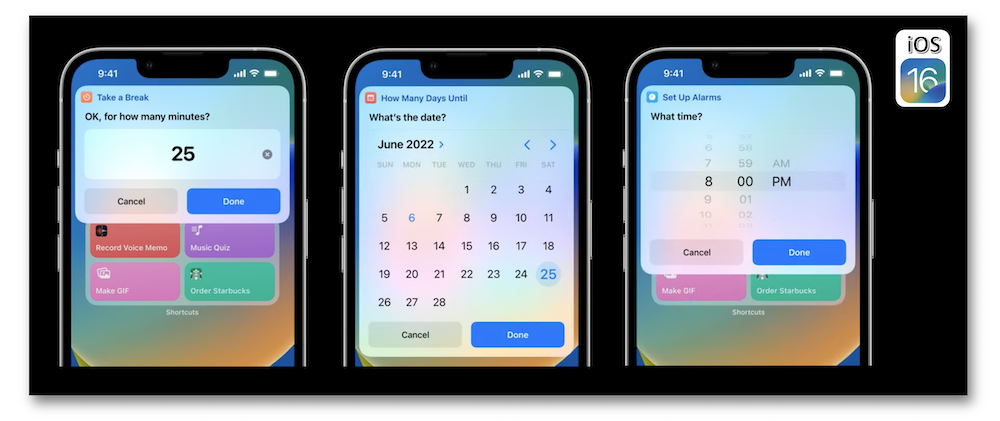 iOS
16
9:41
Take a Break
OK, for how many minutes?
25
Cancel
Done
Record Voice Memo
Music Quiz
Make GIF
Order Starbucks
Shortcuts
9:41
How Many Days Until
What's the date?
June 2022
SUN MON TUE WED THU FRI SAT
1 2 3 4
5 6 7 8 9 10 11
12 13 14 15 16 17 18
19 20 21 22 23 24 25
26 27 28
Cancel
Done
9:41
Set Up Alarms
What time?
6 58
7 59 AM
8 00 PM
9 01
10 02
Cancel
Done
Make GIF
Order Starbucks
Shortcuts